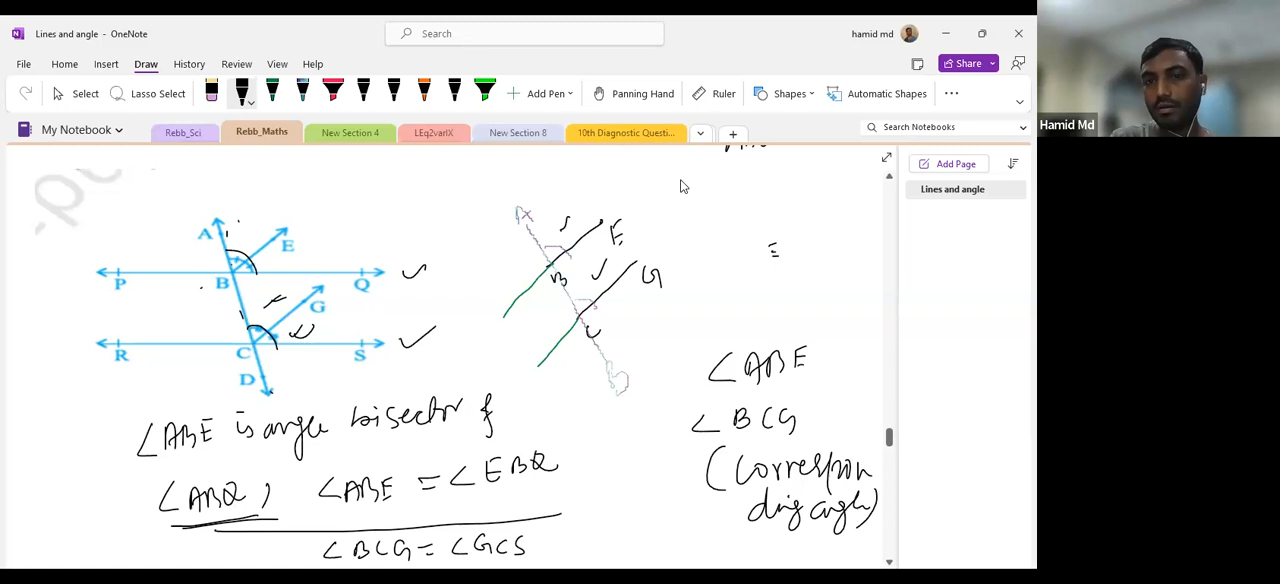 Lines and angle - OneNote
Search
hamid md
File Home Insert Draw History Review View Help
Share
Select
Lasso Select
Add Pen
Panning Hand
Ruler
Shapes
Automatic Shapes
My Notebook
Rebb_Sci
Rebb_Maths
New Section 4
LEq2varIX
New Section 8
10th Diagnostic Questi...
Search Notebooks
Hamid Md
Add Page
Lines and angle
A
E
P
B
Q
G
R
C
S
D
E
B
G
C
∠ABE
∠BCG
(Correspon
ding angle)
∠ABE is angle bisector of
∠ABQ, ∠ABE = ∠EBQ
∠BCG = ∠GCS